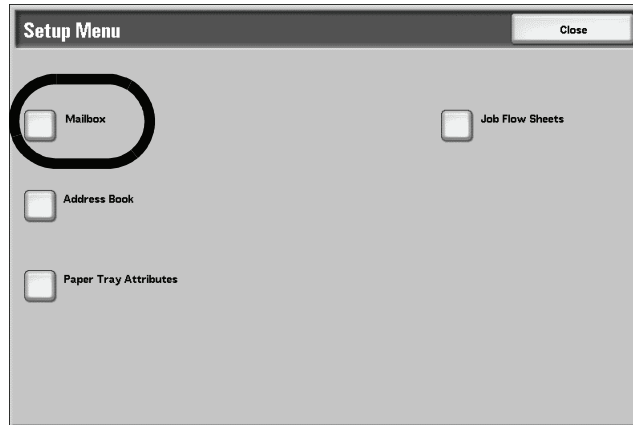 Setup Menu
Close
Mailbox
Job Flow Sheets
Address Book
Paper Tray Attributes